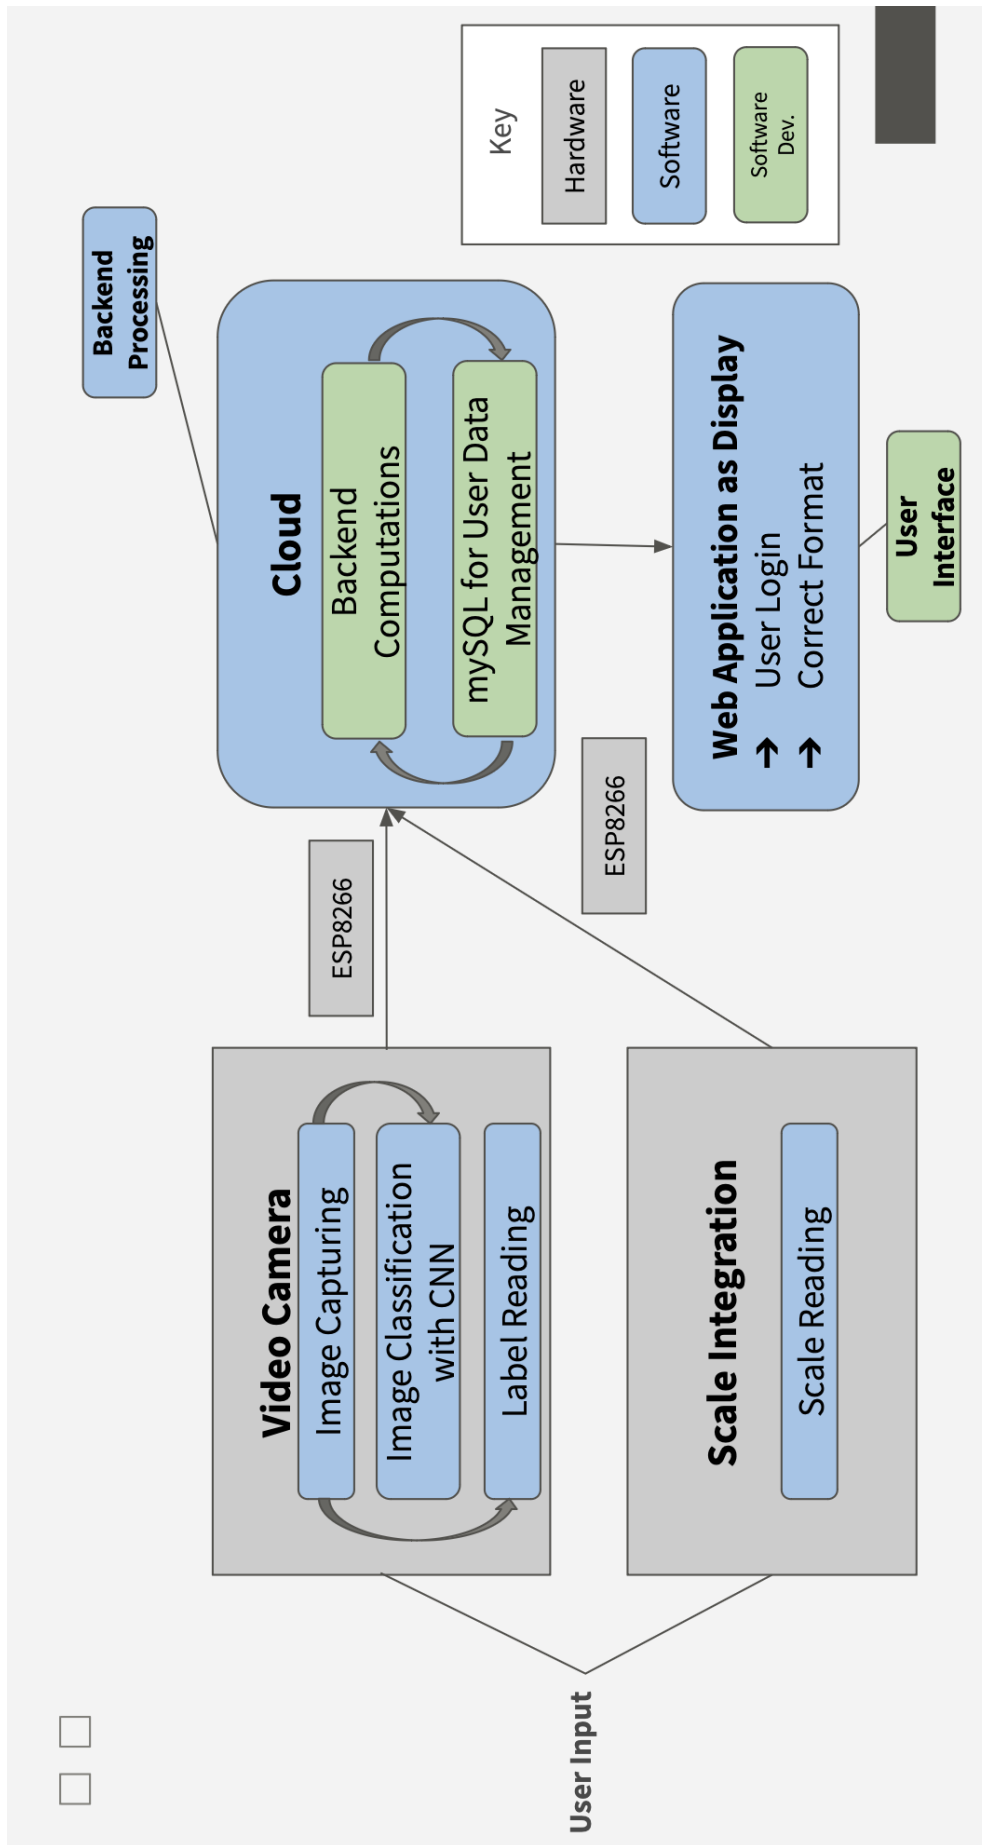 User Input
Video Camera
Image Capturing
Image Classification
with CNN
Label Reading
Scale Integration
Scale Reading
ESP8266
ESP8266
Backend
Processing
Cloud
Backend
Computations
mySQL for User Data
Management
Web Application as Display
➔ User Login
➔ Correct Format
User
Interface
Key
Hardware
Software
Software
Dev.